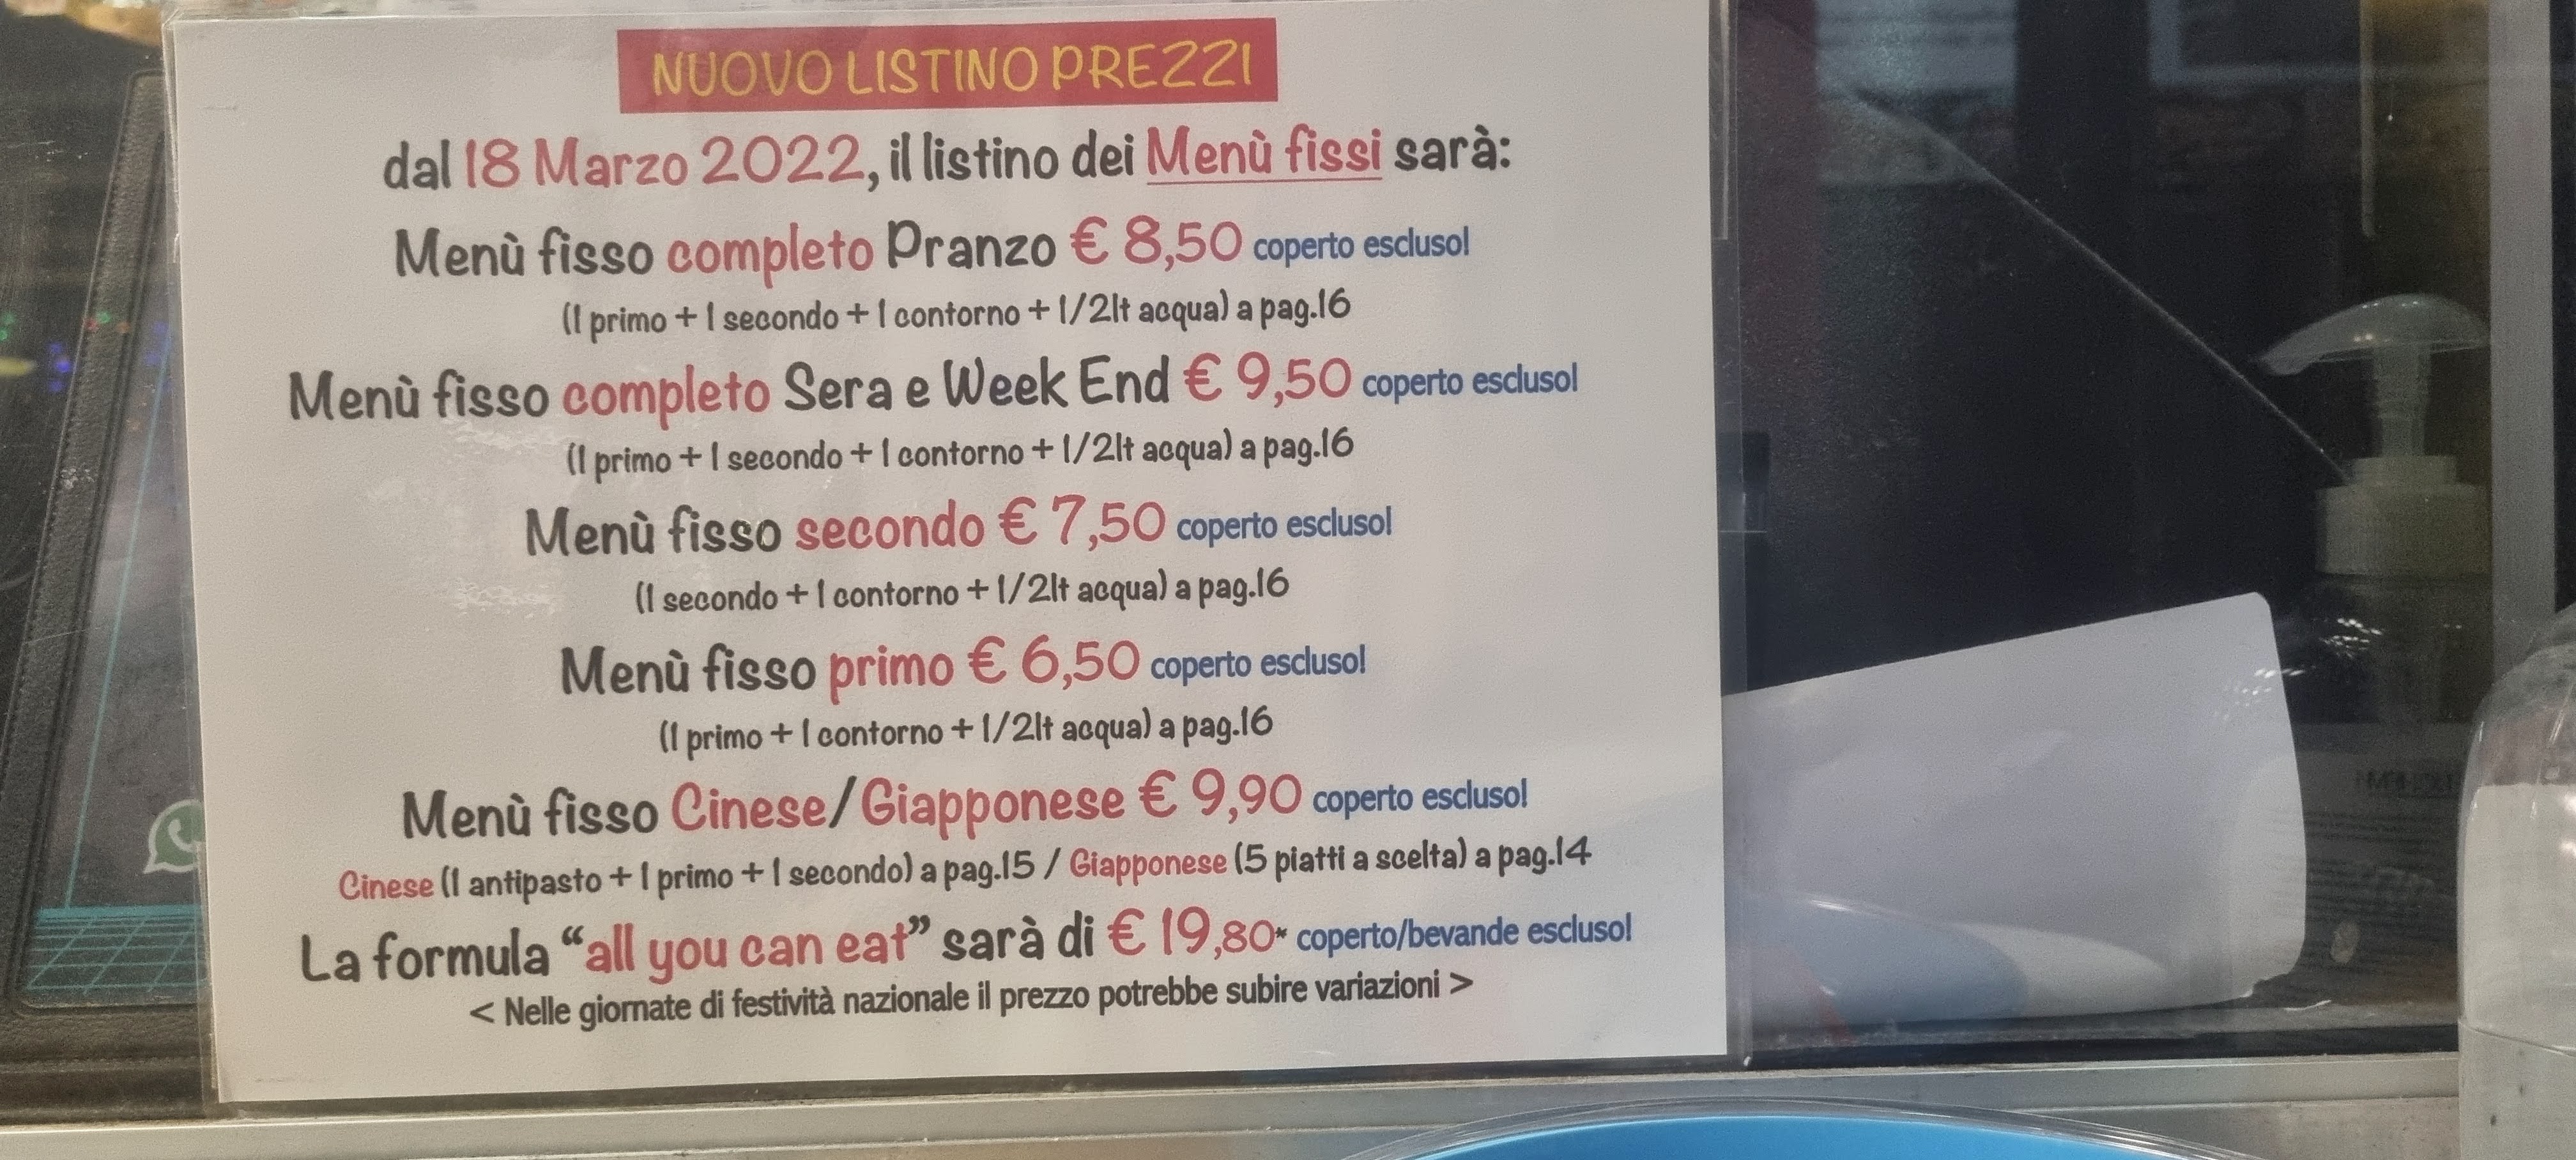 NUOVO LISTINO PREZZI
dal 18 Marzo 2022, il listino dei Menù fissi sarà:
Menù fisso completo Pranzo € 8,50 coperto escluso!
(1 primo + 1 secondo + 1 contorno + 1/2lt acqua) a pag.16
Menù fisso completo Sera e Week End € 9,50 coperto escluso!
(1 primo + 1 secondo + 1 contorno + 1/2lt acqua) a pag.16
Menù fisso secondo € 7,50 coperto escluso!
(1 secondo + 1 contorno + 1/2lt acqua) a pag.16
Menù fisso primo € 6,50 coperto escluso!
(1 primo + 1 contorno + 1/2lt acqua) a pag.16
Menù fisso Cinese/Giapponese € 9,90 coperto escluso!
Cinese (1 antipasto + 1 primo + 1 secondo) a pag.15 / Giapponese (5 piatti a scelta) a pag.14
La formula “all you can eat” sarà di € 19,80* coperto/bevande escluso!
< Nelle giornate di festività nazionale il prezzo potrebbe subire variazioni >